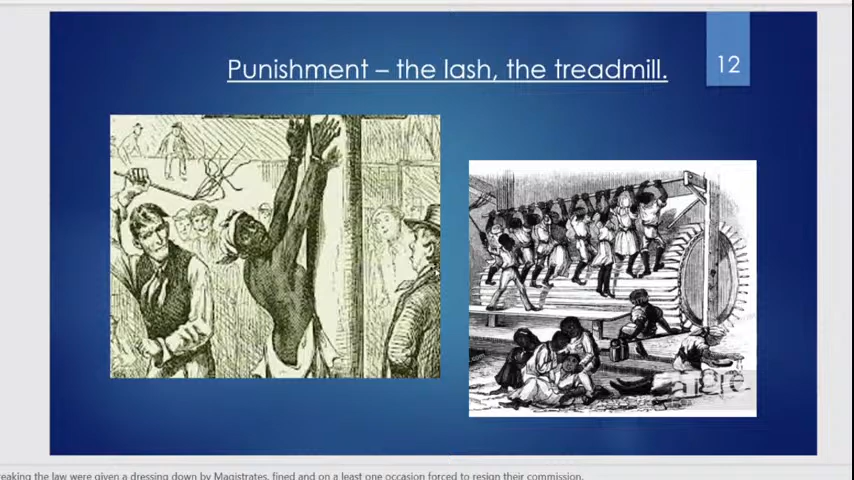 Punishment – the lash, the treadmill.
12
reaking the law were given a dressing down by Magistrates, fined and on a least one occasion forced to resign their commission.